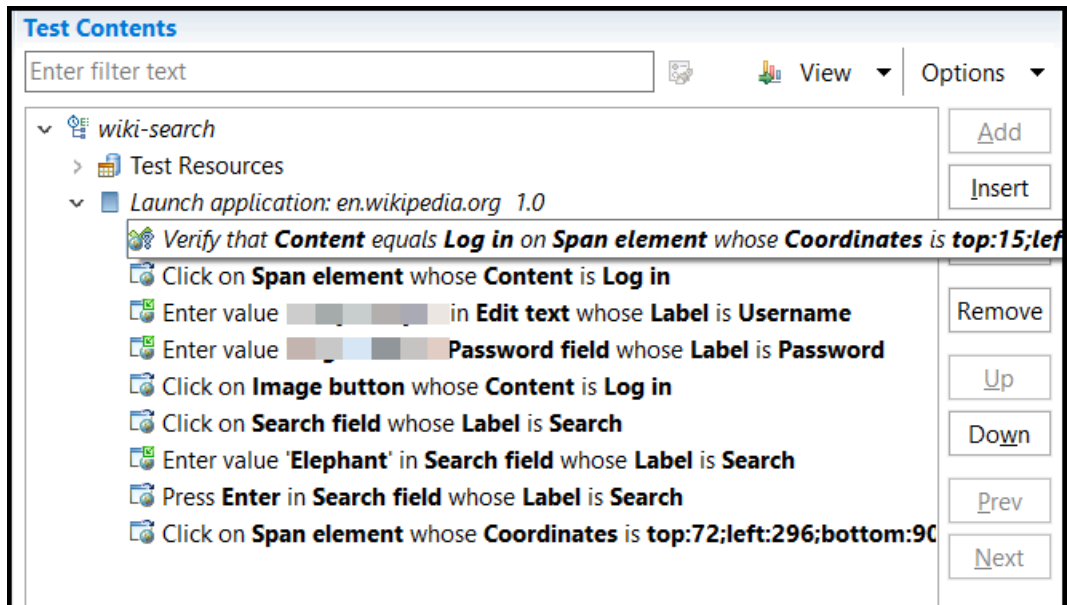 Test Contents
Enter filter text
View
Options
wiki-search
Add
Test Resources
Insert
Launch application: en.wikipedia.org 1.0
Verify that Content equals Log in on Span element whose Coordinates is top:15;lef
Click on Span element whose Content is Log in
Enter value in Edit text whose Label is Username
Remove
Enter value Password field whose Label is Password
Click on Image button whose Content is Log in
Up
Click on Search field whose Label is Search
Down
Enter value 'Elephant' in Search field whose Label is Search
Press Enter in Search field whose Label is Search
Prev
Click on Span element whose Coordinates is top:72;left:296;bottom:90
Next